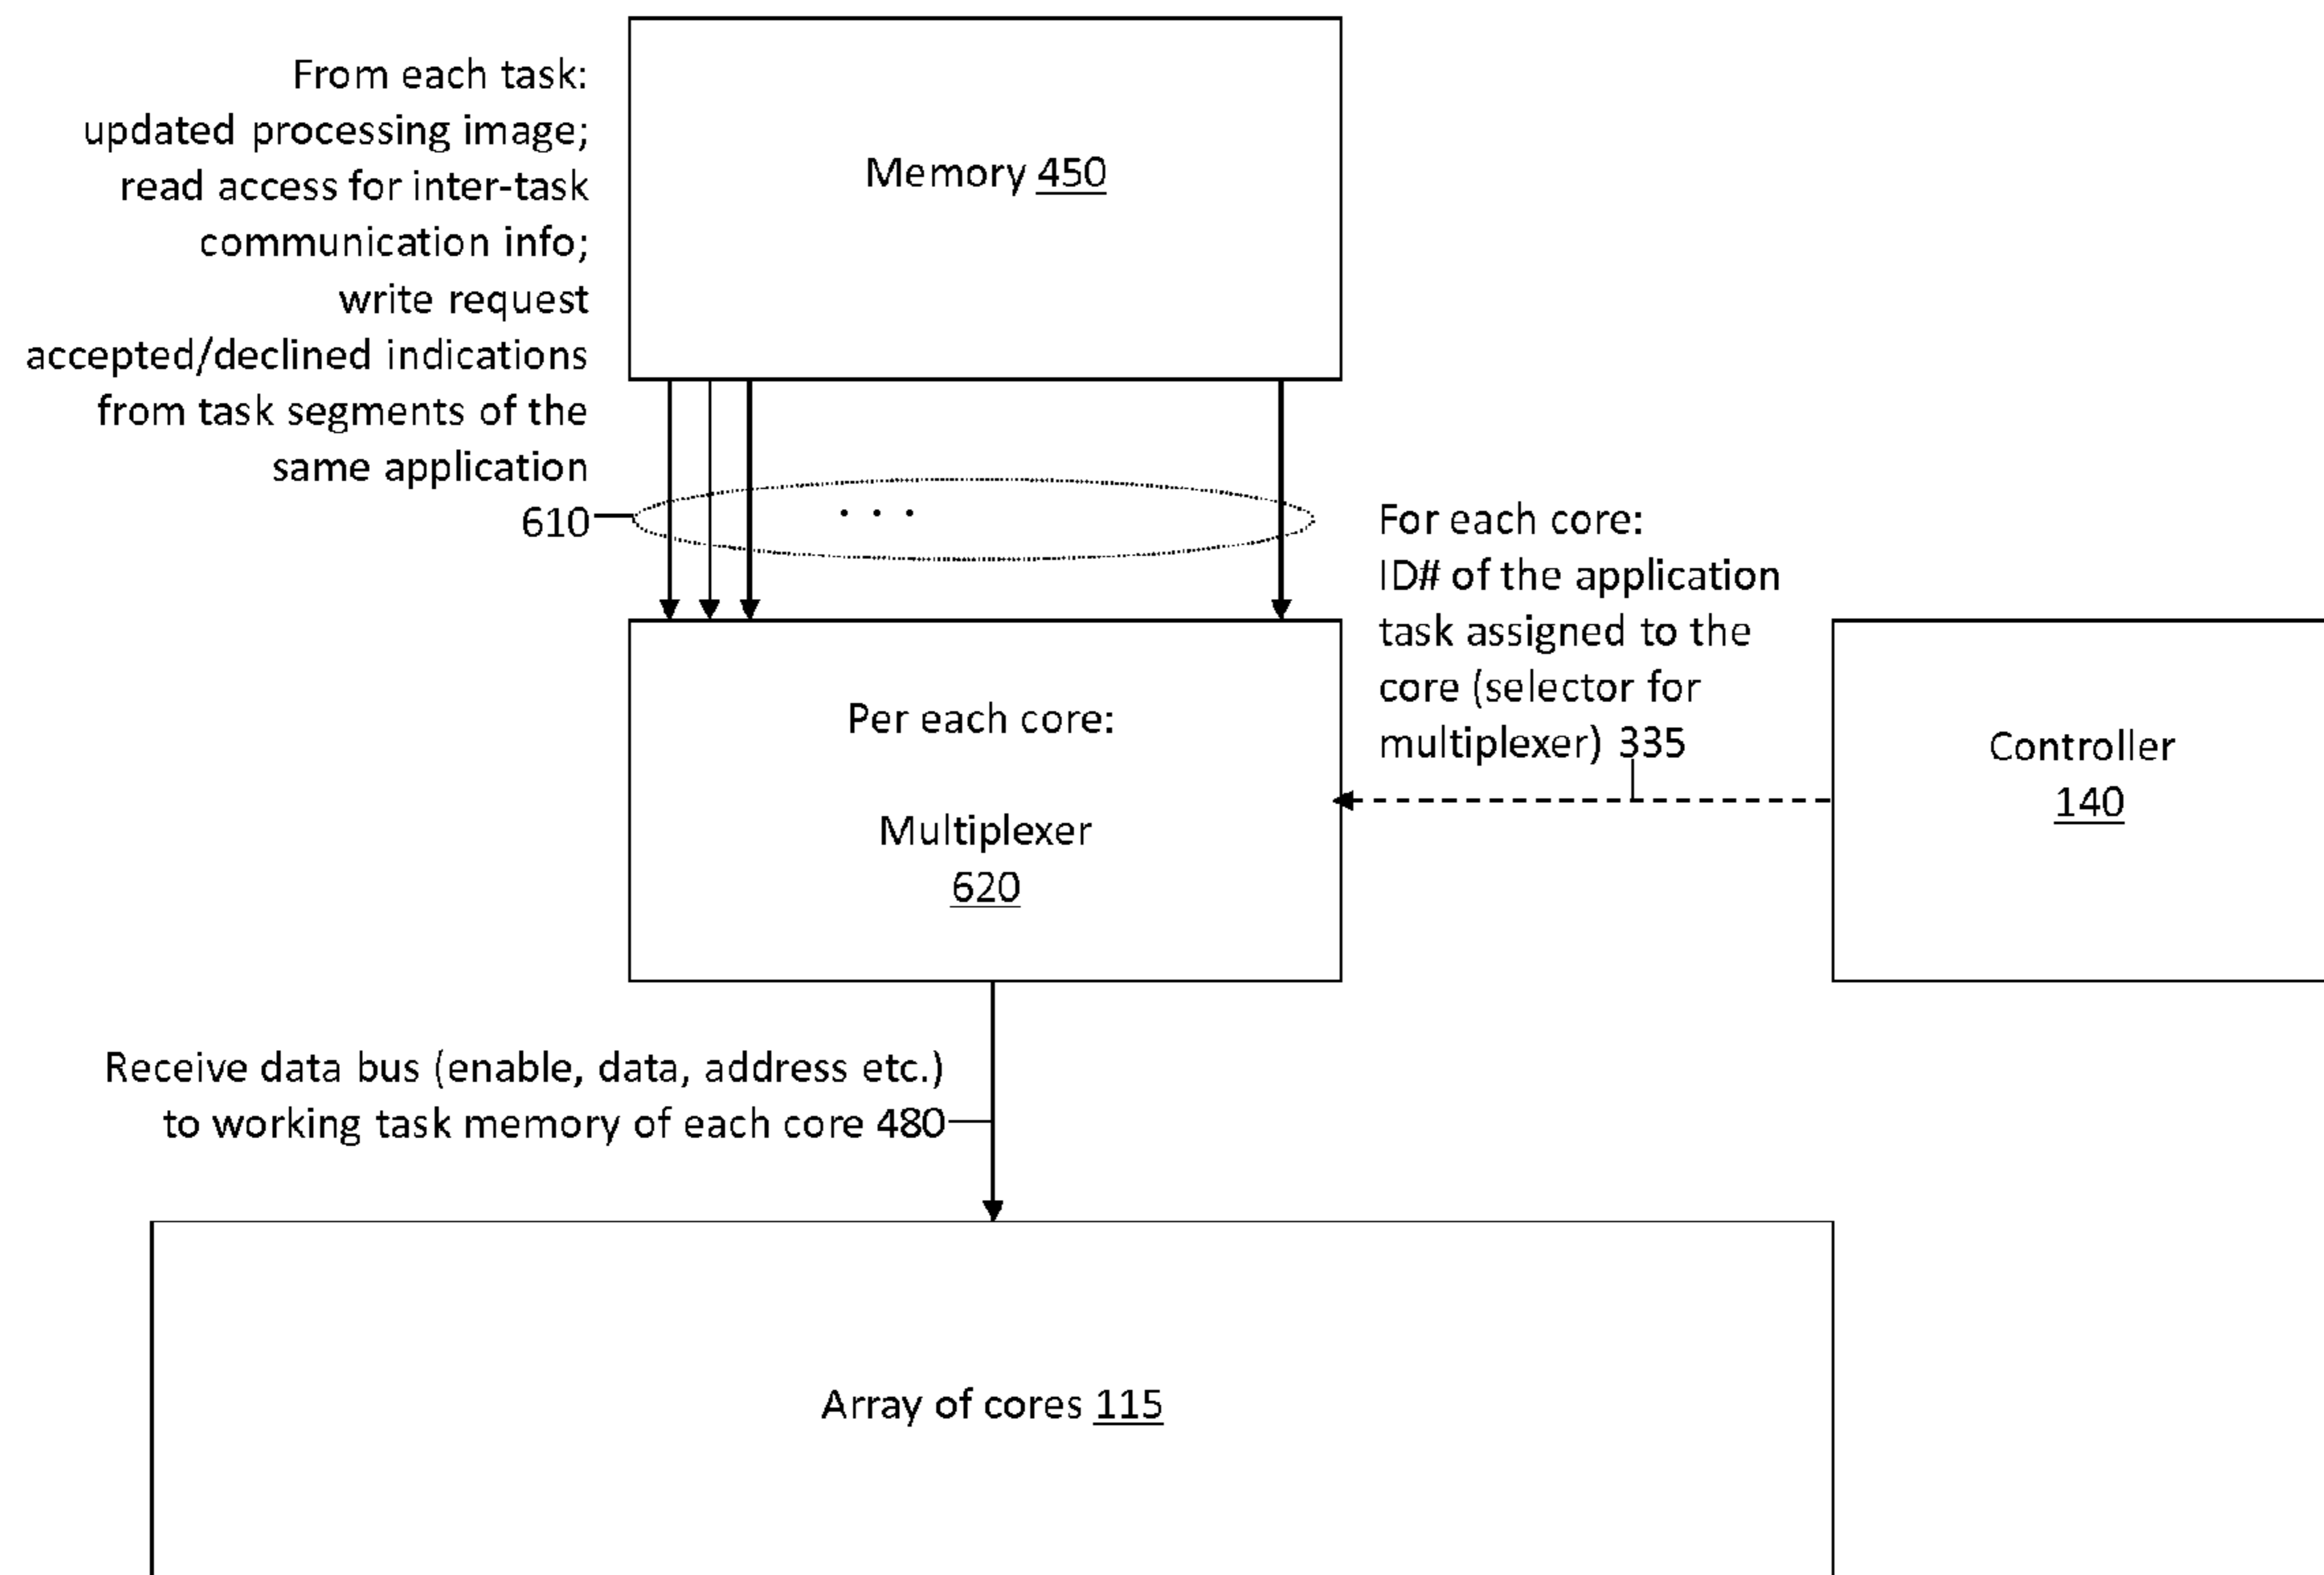 From each task:
updated processing image;
read access for inter-task
communication info;
write request
accepted/declined indications
from task segments of the
same application
610
Memory 450
. . .
For each core:
ID# of the application
task assigned to the
core (selector for
multiplexer) 335
Per each core:
Multiplexer
620
Controller
140
Receive data bus (enable, data, address etc.)
to working task memory of each core 480
Array of cores 115